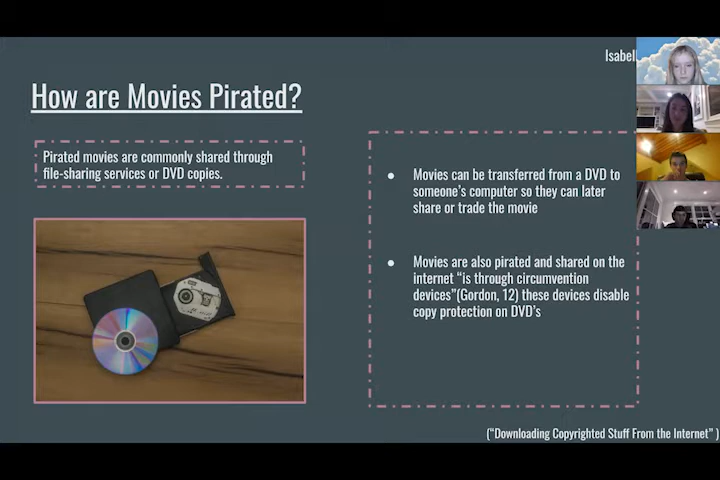 Isabell
How are Movies Pirated?
Pirated movies are commonly shared through
file-sharing services or DVD copies.
● Movies can be transferred from a DVD to
someone's computer so they can later
share or trade the movie
● Movies are also pirated and shared on the
internet “is through circumvention
devices”(Gordon, 12) these devices disable
copy protection on DVD's
(“Downloading Copyrighted Stuff From the Internet” )